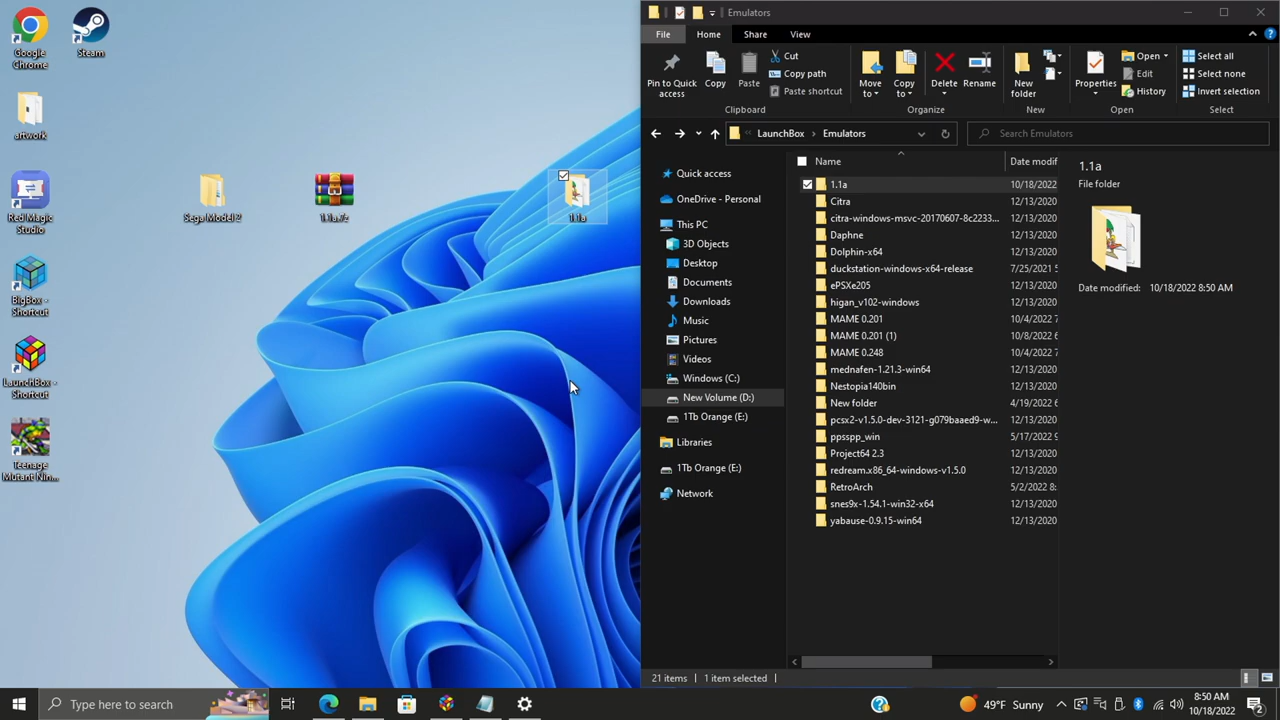 Google
Chrome
Steam
artwork
Red Magic
Studio
BigBox -
Shortcut
LaunchBox -
Shortcut
Teenage
Mutant Nin...
Sega Model 2
1.1a.7z
1.1a
Emulators
File
Home
Share
View
Pin to Quick
access
Copy
Paste
Cut
Copy path
Paste shortcut
Clipboard
Move
to
Copy
to
Delete
Rename
Organize
New
folder
New
Properties
Open
Edit
History
Open
Select all
Select none
Invert selection
Select
LaunchBox
Emulators
Search Emulators
Quick access
OneDrive - Personal
This PC
3D Objects
Desktop
Documents
Downloads
Music
Pictures
Videos
Windows (C:)
New Volume (D:)
1Tb Orange (E:)
Libraries
1Tb Orange (E:)
Network
Name Date modif
1.1a 10/18/2022
Citra 12/13/2020
citra-windows-msvc-20170607-8c2233... 12/13/2020
Daphne 12/13/2020
Dolphin-x64 12/13/2020
duckstation-windows-x64-release 7/25/2021 5
ePSXe205 12/13/2020
higan_v102-windows 12/13/2020
MAME 0.201 10/4/2022 7
MAME 0.201 (1) 10/8/2022 6
MAME 0.248 10/4/2022 7
mednafen-1.21.3-win64 12/13/2020
Nestopia140bin 12/13/2020
New folder 4/19/2022 6
pcsx2-v1.5.0-dev-3121-g079baaed9-w... 12/13/2020
ppsspp_win 5/17/2022 9
Project64 2.3 12/13/2020
redream.x86_64-windows-v1.5.0 12/13/2020
RetroArch 5/2/2022 8:
snes9x-1.54.1-win32-x64 12/13/2020
yabause-0.9.15-win64 12/13/2020
1.1a
File folder
Date modified: 10/18/2022 8:50 AM
21 items
1 item selected
Type here to search
49°F Sunny
8:50 AM
10/18/2022
2